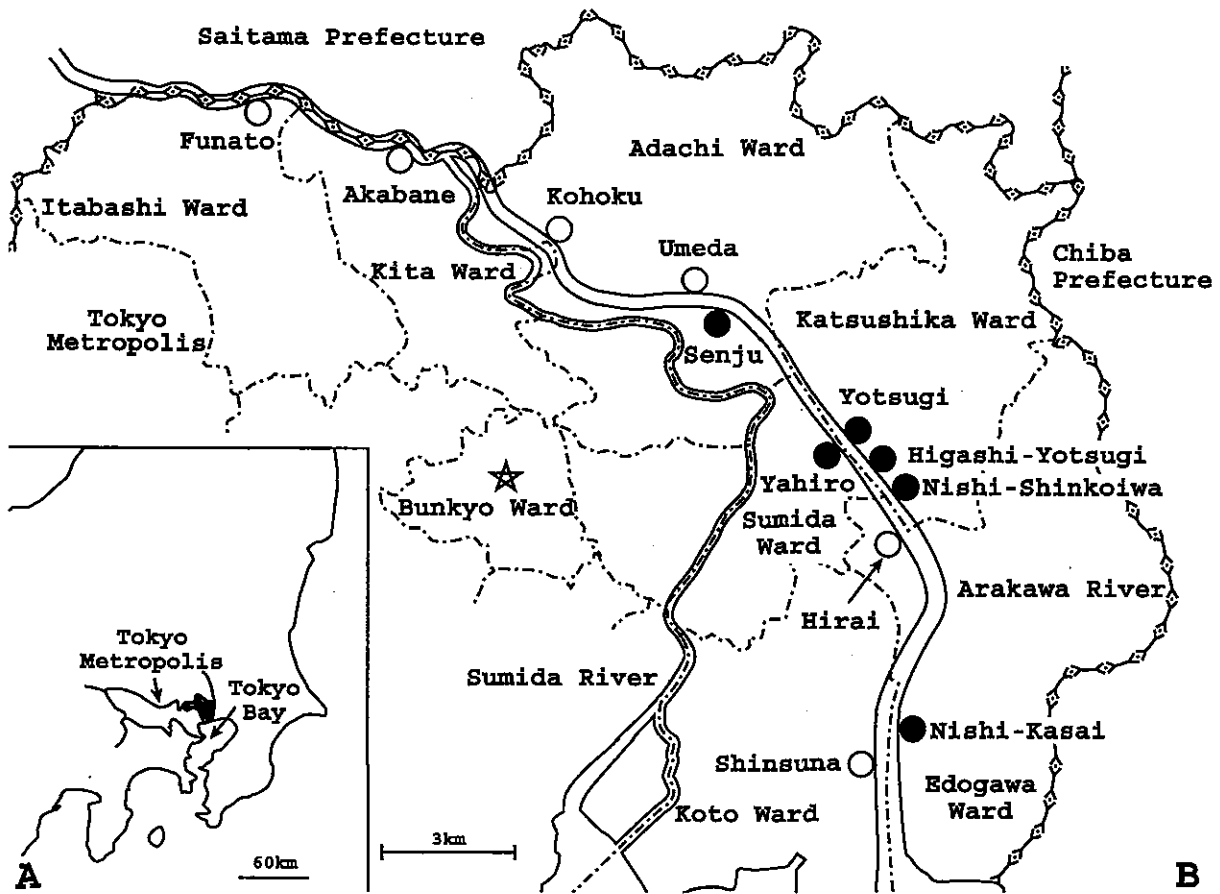 Saitama Prefecture
Funato
Akabane
Adachi Ward
Itabashi Ward
Kohoku
Kita Ward
Umeda
Chiba
Prefecture
Tokyo
Metropolis
Katsushika Ward
Senju
Yotsugi
Higashi-Yotsugi
Yahiro
Nishi-Shinkoiwa
Bunkyo Ward
Sumida
Ward
Arakawa River
Hirai
Tokyo
Metropolis
Tokyo
Bay
Sumida River
Nishi-Kasai
Shinsuna
Edogawa
Ward
Koto Ward
3km
60km
A
B